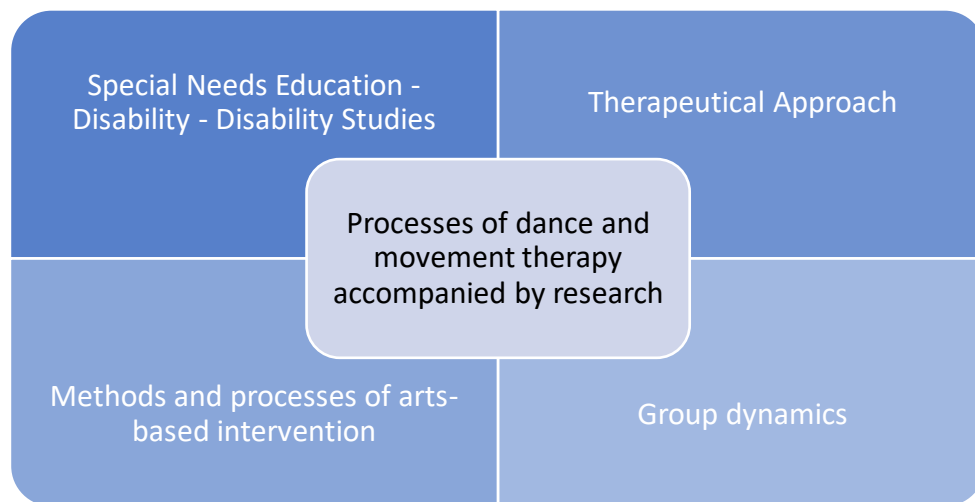 Special Needs Education -
Disability - Disability Studies
Therapeutical Approach
Processes of dance and
movement therapy
accompanied by research
Methods and processes of arts-
based intervention
Group dynamics